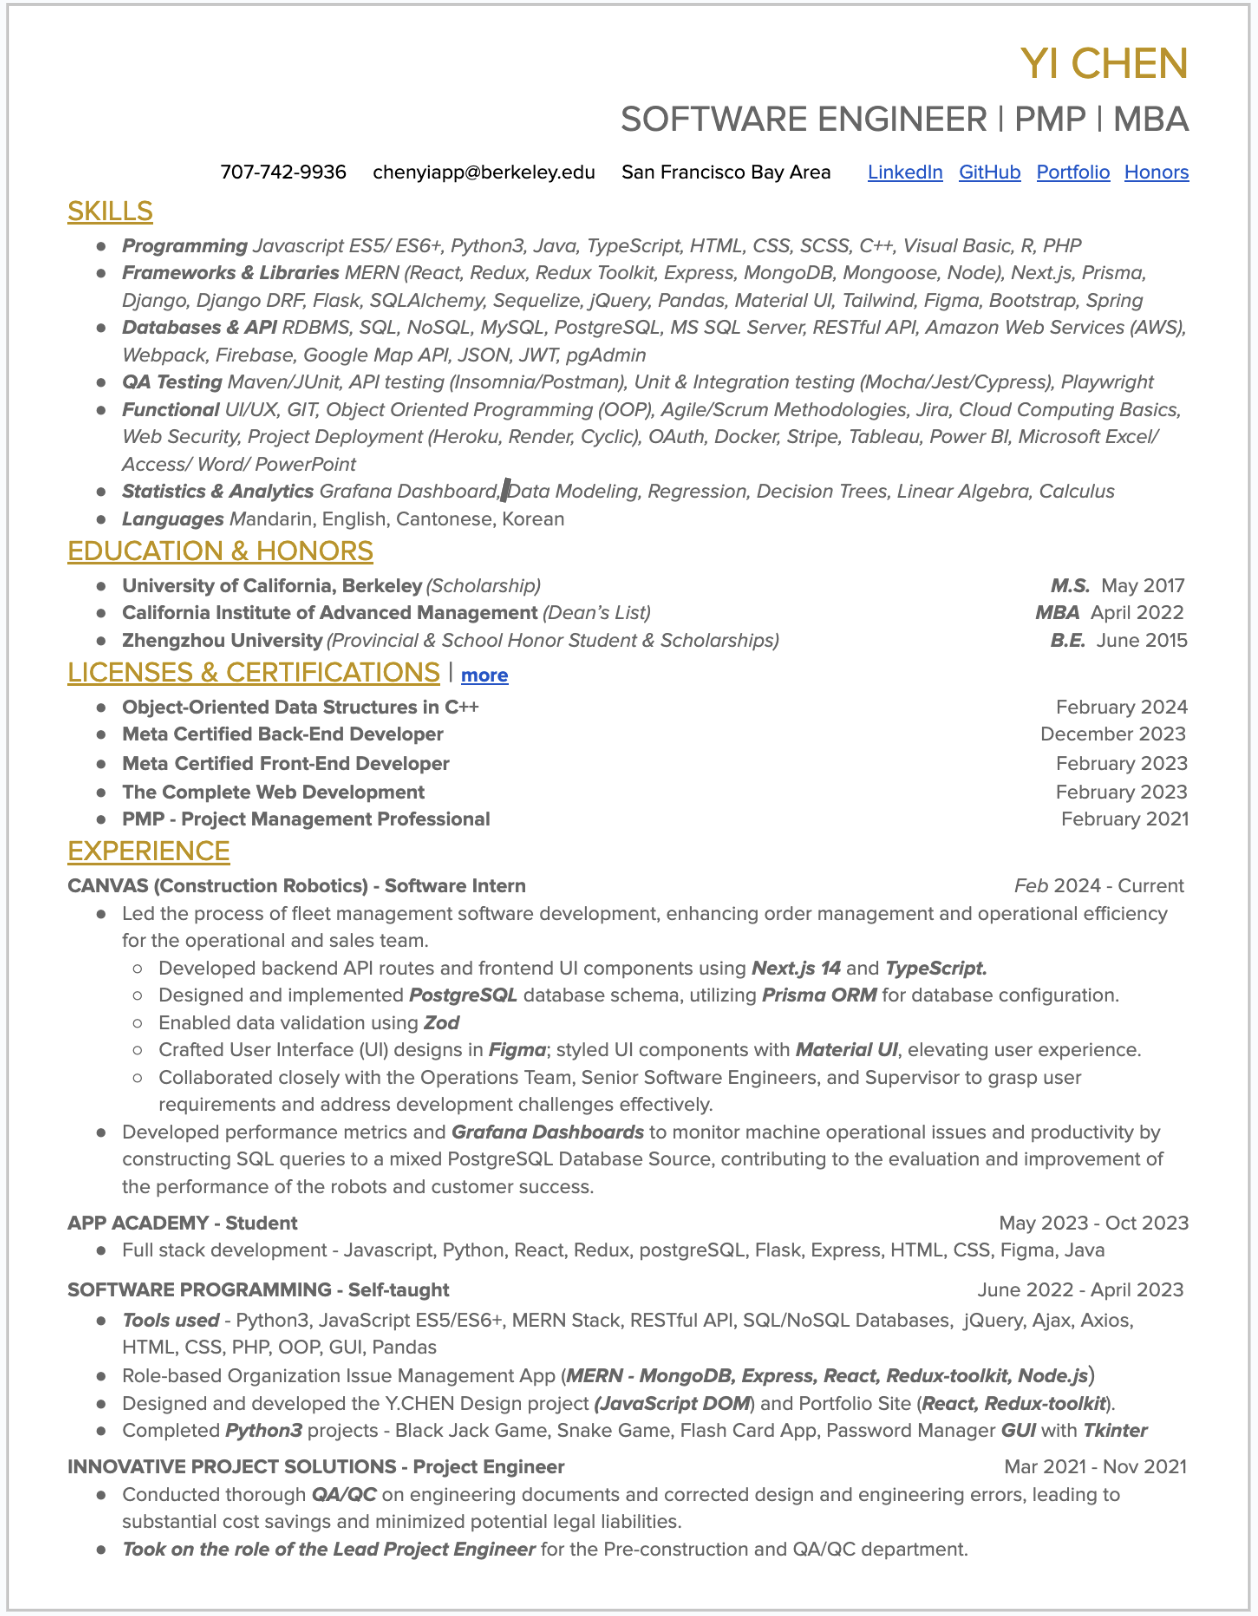 YI CHEN
SOFTWARE ENGINEER | PMP | MBA
707-742-9936 chenyiapp@berkeley.edu San Francisco Bay Area LinkedIn GitHub Portfolio Honors
SKILLS
● Programming Javascript ES5/ ES6+, Python3, Java, TypeScript, HTML, CSS, SCSS, C++, Visual Basic, R, PHP
● Frameworks & Libraries MERN (React, Redux, Redux Toolkit, Express, MongoDB, Mongoose, Node), Next.js, Prisma,
Django, Django DRF, Flask, SQLAlchemy, Sequelize, jQuery, Pandas, Material UI, Tailwind, Figma, Bootstrap, Spring
● Databases & API RDBMS, SQL, NoSQL, MySQL, PostgreSQL, MS SQL Server, RESTful API, Amazon Web Services (AWS),
Webpack, Firebase, Google Map API, JSON, JWT, pgAdmin
● QA Testing Maven/JUnit, API testing (Insomnia/Postman), Unit & Integration testing (Mocha/Jest/Cypress), Playwright
● Functional UI/UX, GIT, Object Oriented Programming (OOP), Agile/Scrum Methodologies, Jira, Cloud Computing Basics,
Web Security, Project Deployment (Heroku, Render, Cyclic), OAuth, Docker, Stripe, Tableau, Power BI, Microsoft Excel/
Access/ Word/ PowerPoint
● Statistics & Analytics Grafana Dashboard, Data Modeling, Regression, Decision Trees, Linear Algebra, Calculus
● Languages Mandarin, English, Cantonese, Korean
EDUCATION & HONORS
● University of California, Berkeley (Scholarship) M.S. May 2017
● California Institute of Advanced Management (Dean's List) MBA April 2022
● Zhengzhou University (Provincial & School Honor Student & Scholarships) B.E. June 2015
LICENSES & CERTIFICATIONS | more
● Object-Oriented Data Structures in C++ February 2024
● Meta Certified Back-End Developer December 2023
● Meta Certified Front-End Developer February 2023
● The Complete Web Development February 2023
● PMP - Project Management Professional February 2021
EXPERIENCE
CANVAS (Construction Robotics) - Software Intern Feb 2024 - Current
● Led the process of fleet management software development, enhancing order management and operational efficiency
for the operational and sales team.
○ Developed backend API routes and frontend UI components using Next.js 14 and TypeScript.
○ Designed and implemented PostgreSQL database schema, utilizing Prisma ORM for database configuration.
○ Enabled data validation using Zod
○ Crafted User Interface (UI) designs in Figma; styled UI components with Material UI, elevating user experience.
○ Collaborated closely with the Operations Team, Senior Software Engineers, and Supervisor to grasp user
requirements and address development challenges effectively.
● Developed performance metrics and Grafana Dashboards to monitor machine operational issues and productivity by
constructing SQL queries to a mixed PostgreSQL Database Source, contributing to the evaluation and improvement of
the performance of the robots and customer success.
APP ACADEMY - Student May 2023 - Oct 2023
● Full stack development - Javascript, Python, React, Redux, postgreSQL, Flask, Express, HTML, CSS, Figma, Java
SOFTWARE PROGRAMMING - Self-taught June 2022 - April 2023
● Tools used - Python3, JavaScript ES5/ES6+, MERN Stack, RESTful API, SQL/NoSQL Databases, jQuery, Ajax, Axios,
HTML, CSS, PHP, OOP, GUI, Pandas
● Role-based Organization Issue Management App (MERN - MongoDB, Express, React, Redux-toolkit, Node.js)
● Designed and developed the Y.CHEN Design project (JavaScript DOM) and Portfolio Site (React, Redux-toolkit).
● Completed Python3 projects - Black Jack Game, Snake Game, Flash Card App, Password Manager GUI with Tkinter
INNOVATIVE PROJECT SOLUTIONS - Project Engineer Mar 2021 - Nov 2021
● Conducted thorough QA/QC on engineering documents and corrected design and engineering errors, leading to
substantial cost savings and minimized potential legal liabilities.
● Took on the role of the Lead Project Engineer for the Pre-construction and QA/QC department.